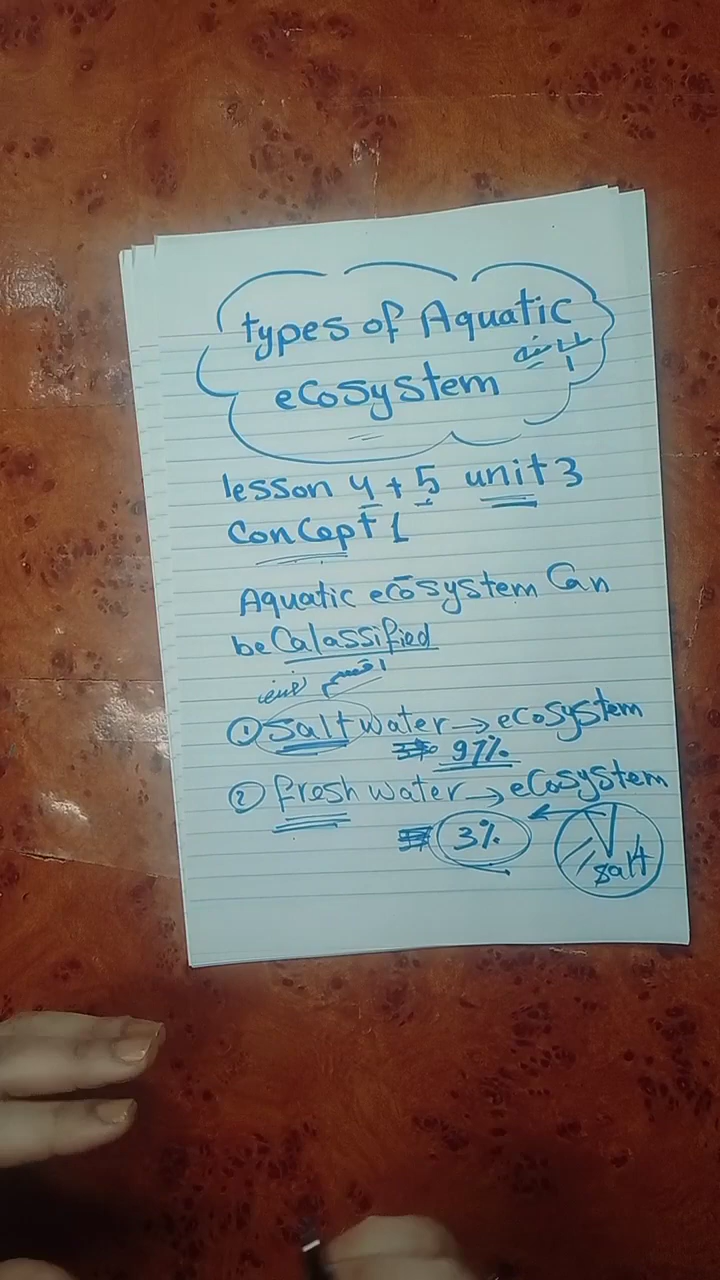 types of Aquatic
مائية
ecosystem
lesson 4 + 5 unit 3
Concept 1
Aquatic ecosystem Can
be Calassified
① Salt water → ecosystem
97%
② fresh water → ecosystem
3%
salt